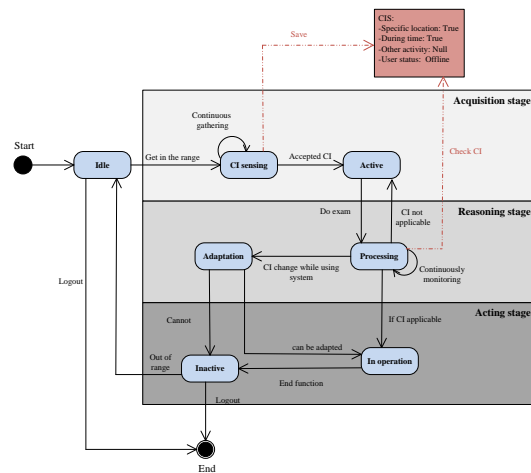 CIS:
-Specific location: True
-During time: True
-Other activity: Null
-User status:  Offline
Save
Acquisition stage
Continuous
gathering
Start
Idle
Get in the range
CI sensing
Accepted CI
Active
Check CI
Do exam
CI not
applicable
Reasoning stage
Adaptation
Processing
CI change while using
system
Continuously
monitoring
Logout
Cannot
If CI applicable
Acting stage
can be adapted
Out of
range
Inactive
In operation
End function
Logout
End